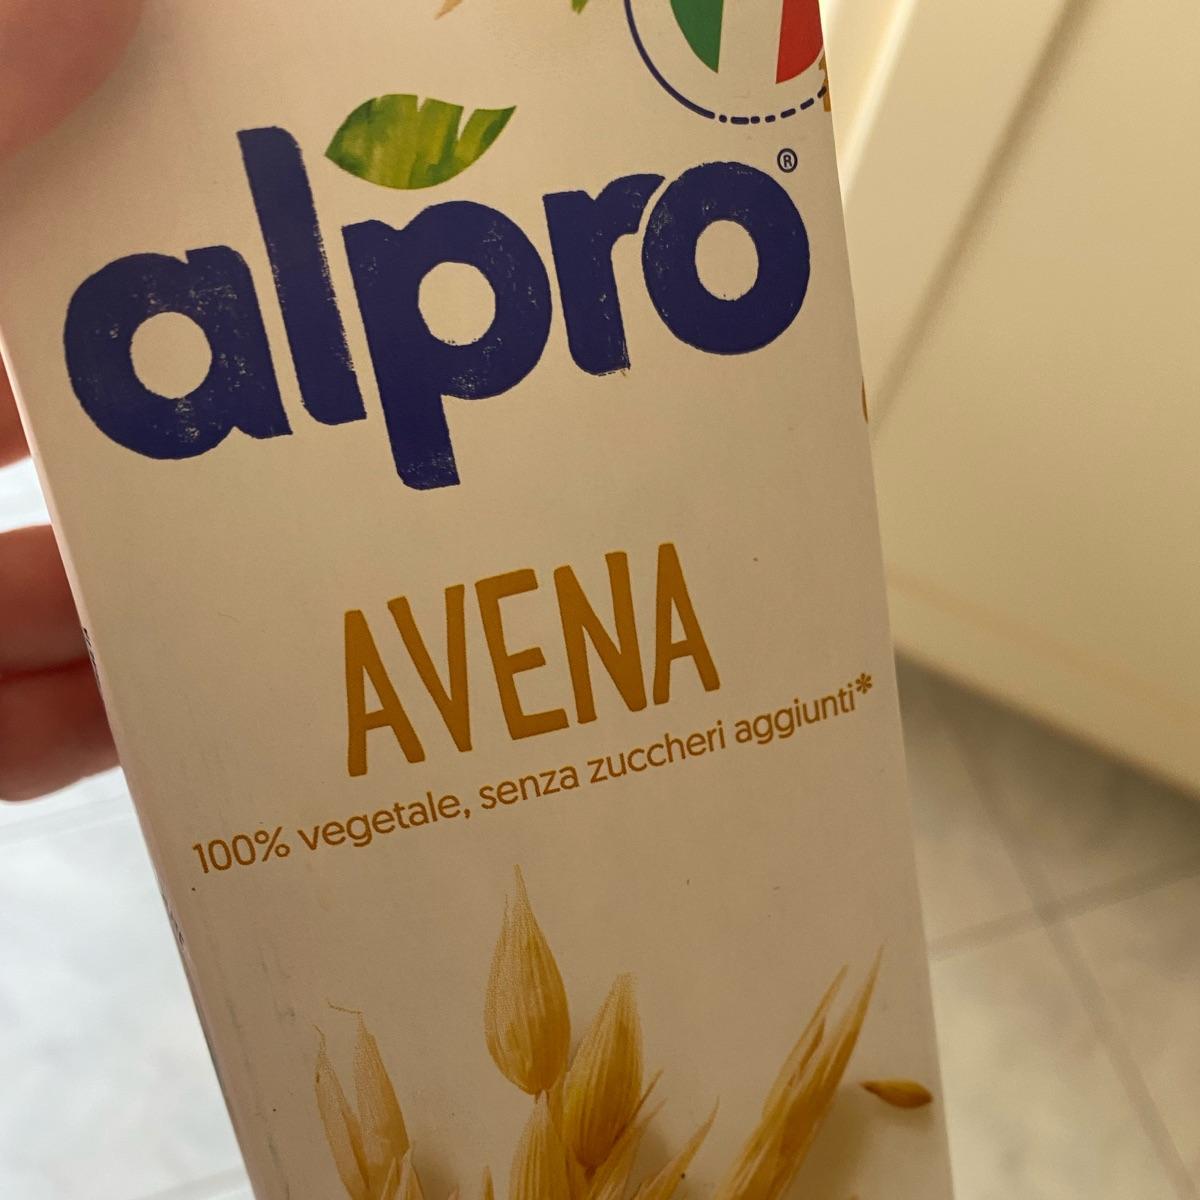 alpro®
AVENA
100% vegetale, senza zuccheri aggiunti*